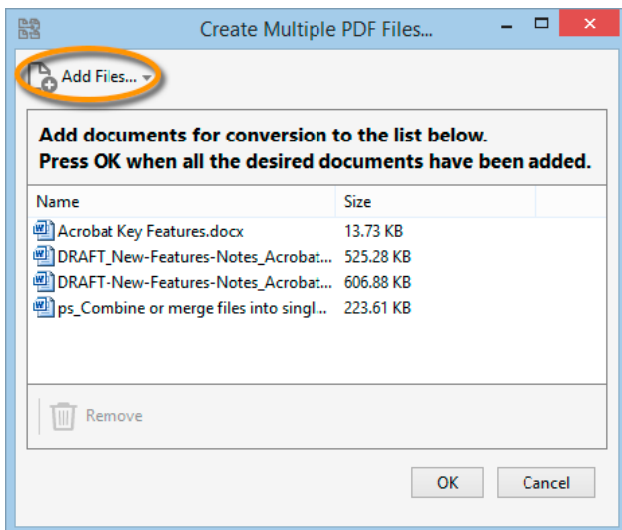 Create Multiple PDF Files...
Add Files...
Add documents for conversion to the list below.
Press OK when all the desired documents have been added.
Name Size
Acrobat Key Features.docx 13.73 KB
DRAFT_New-Features-Notes_Acrobat... 525.28 KB
DRAFT-New-Features-Notes_Acrobat... 606.88 KB
ps_Combine or merge files into singl... 223.61 KB
Remove
OK Cancel